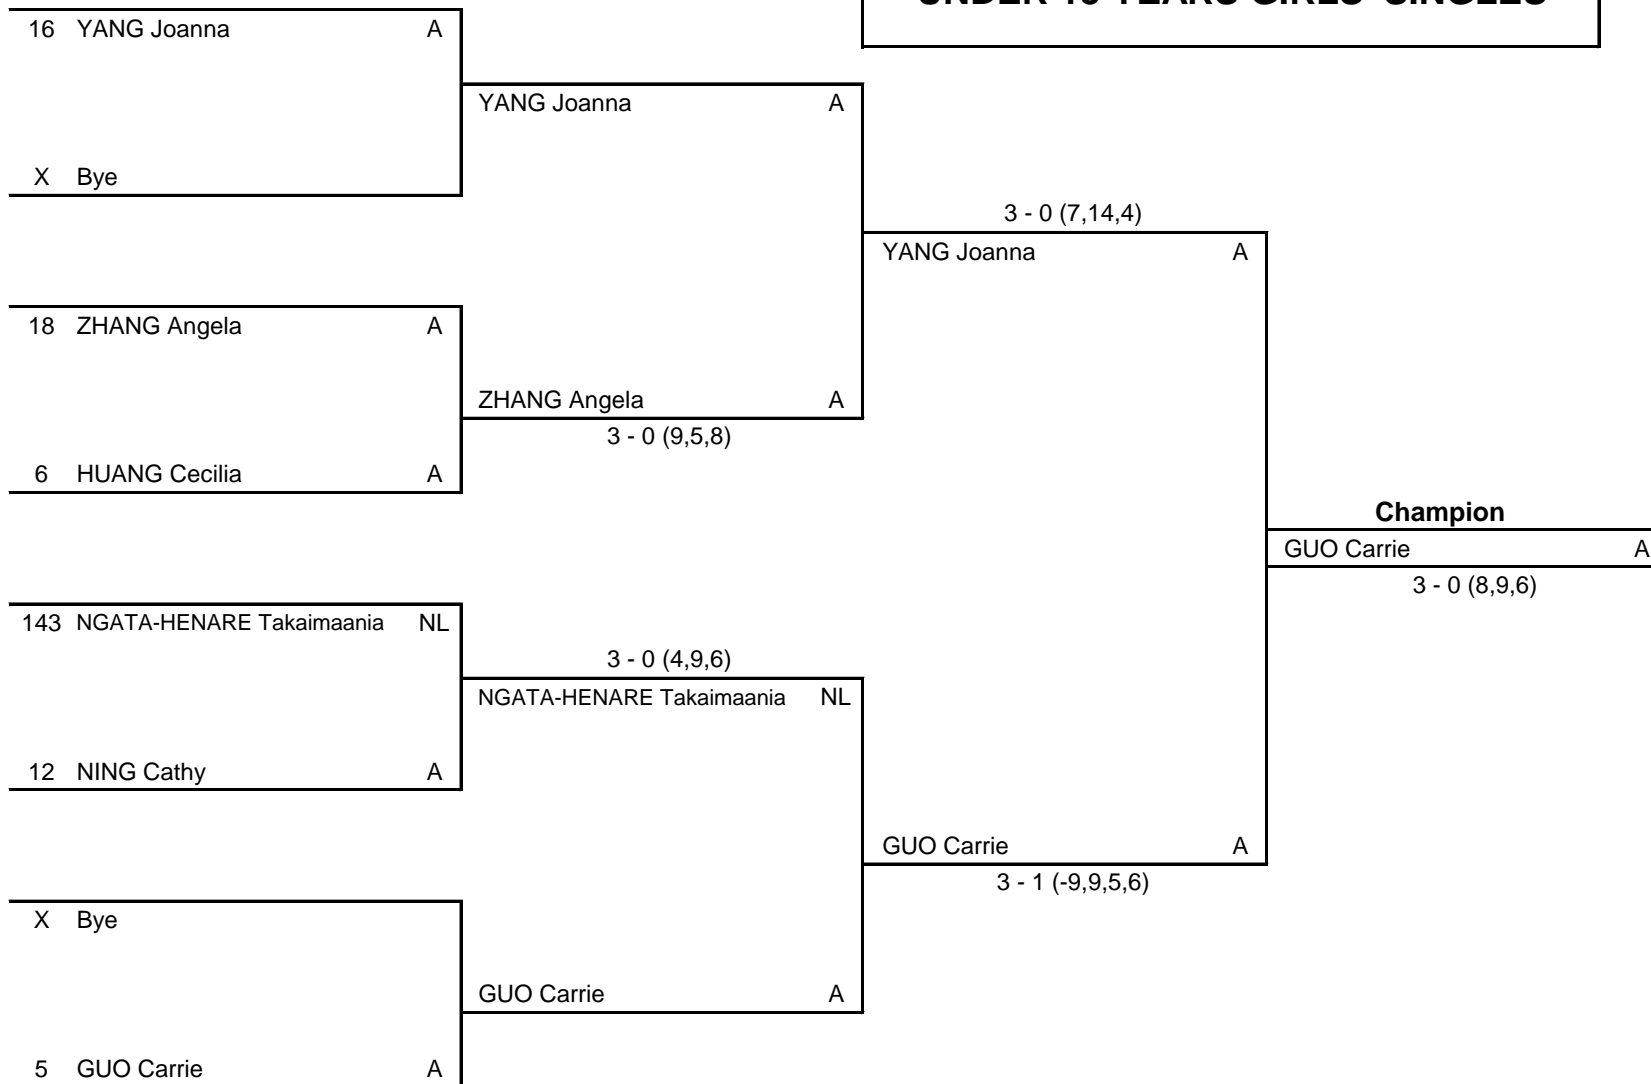 UNDER YEARS GIRLS' SINGLES
16 YANG Joanna A
YANG Joanna A
X Bye
3 - 0 (7,14,4)
YANG Joanna A
18 ZHANG Angela A
ZHANG Angela A
3 - 0 (9,5,8)
6 HUANG Cecilia A
Champion
GUO Carrie A
3 - 0 (8,9,6)
143 NGATA-HENARE Takaimaania NL
3 - 0 (4,9,6)
NGATA-HENARE Takaimaania NL
12 NING Cathy A
GUO Carrie A
3 - 1 (-9,9,5,6)
X Bye
GUO Carrie A
5 GUO Carrie A